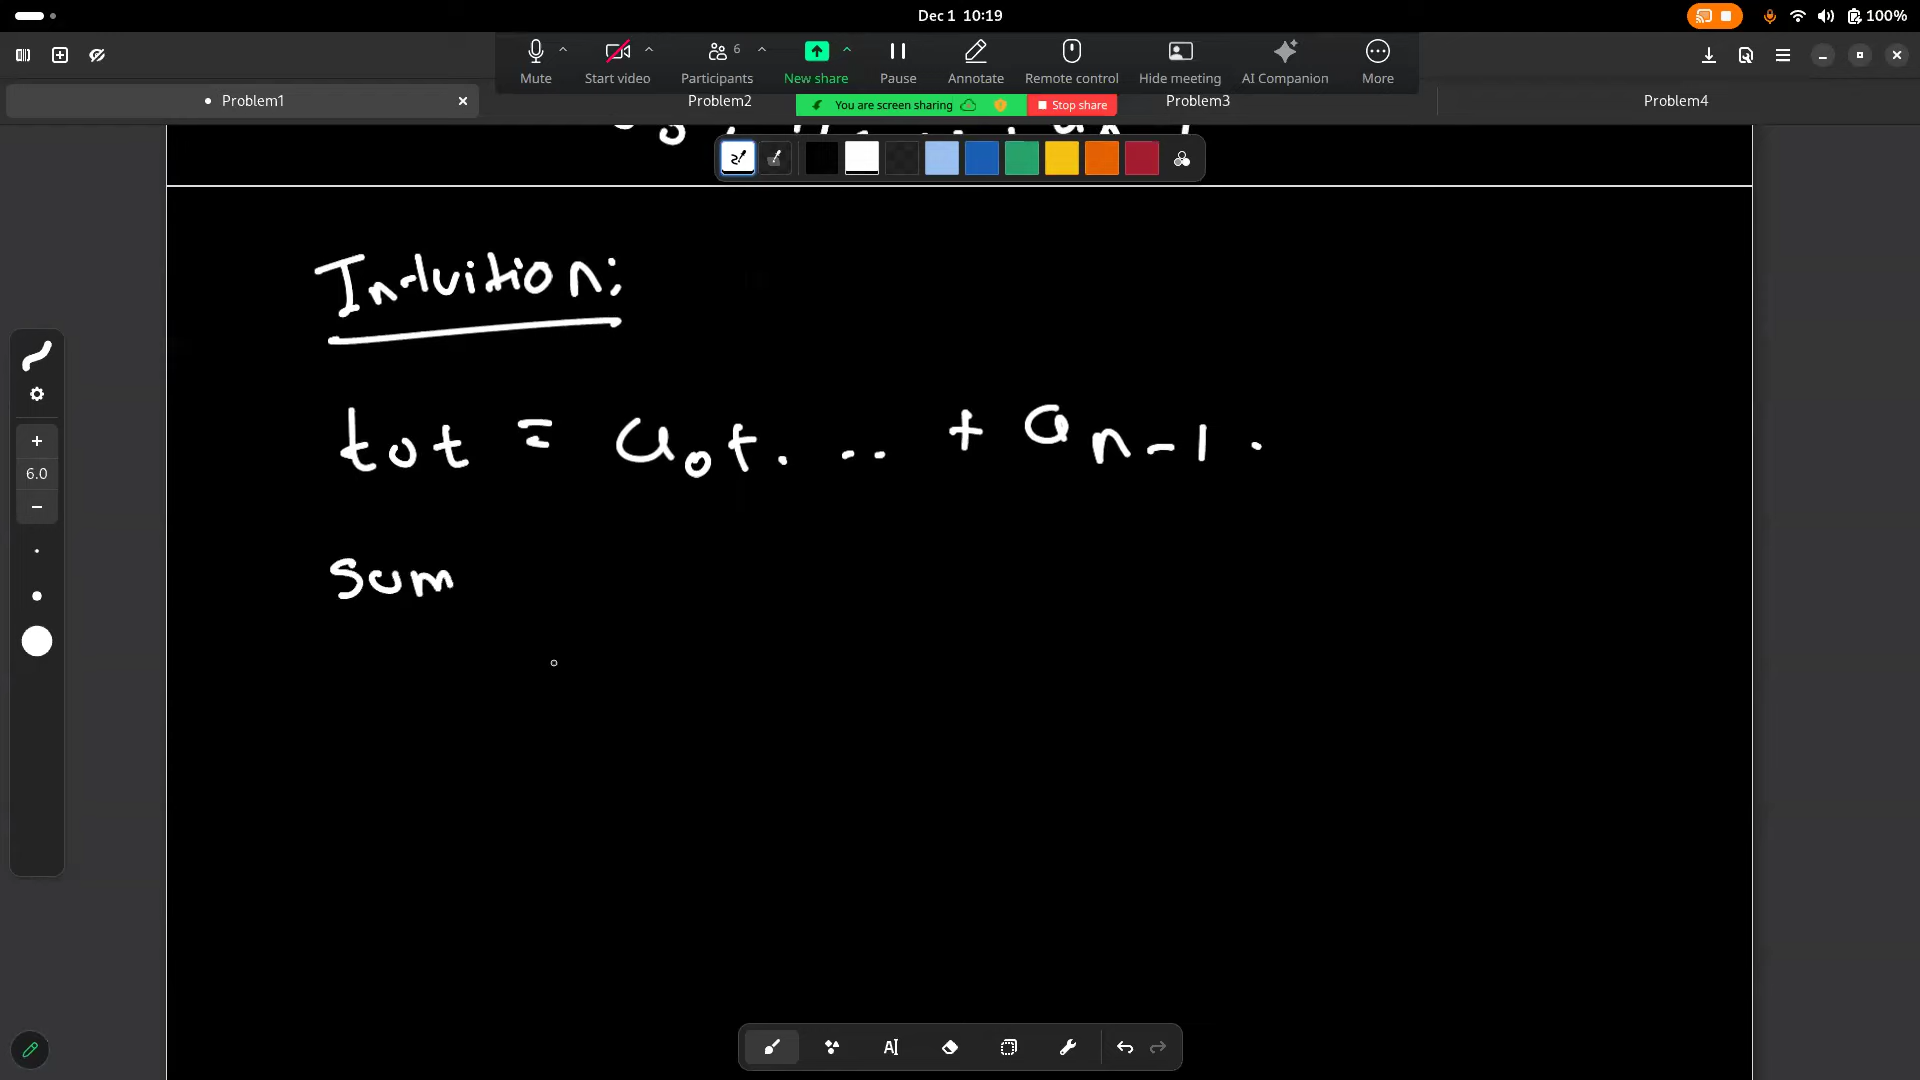 Dec 1 10:19
Mute
Start video
Participants
6
New share
Pause
Annotate
Remote control
Hide meeting
AI Companion
More
100%
Problem1
Problem2
You are screen sharing
Stop share
Problem3
Problem4
Intuition:
tot = a₀+. .. + aₙ₋₁ .
sum
6.0